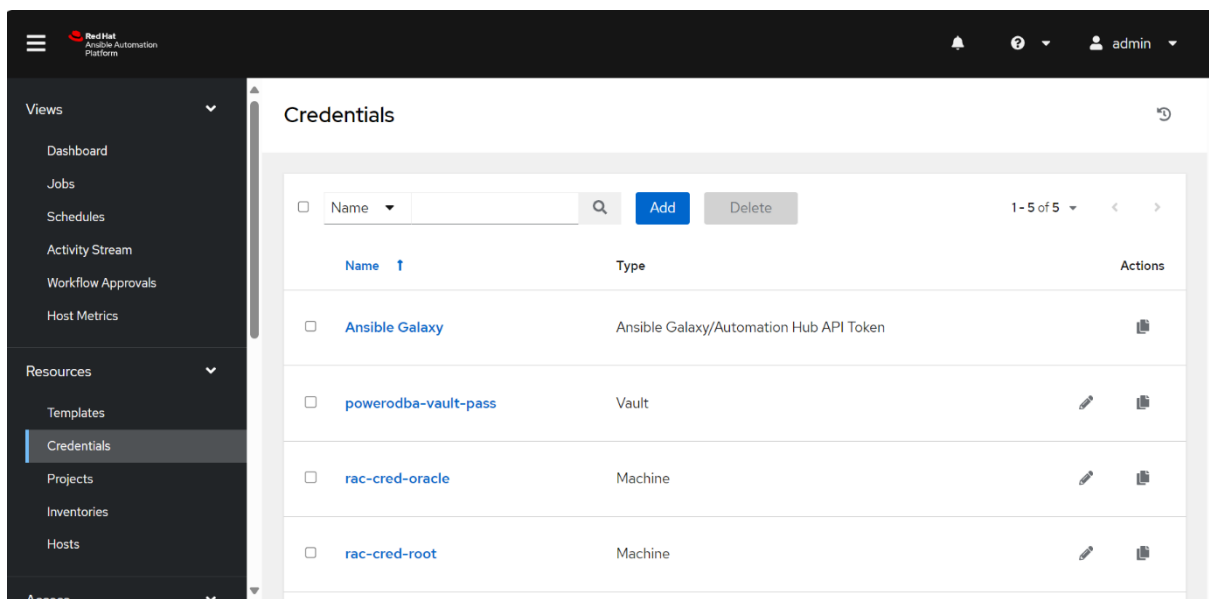 Red Hat
Ansible Automation
Platform
admin
Views
Dashboard
Jobs
Schedules
Activity Stream
Workflow Approvals
Host Metrics
Resources
Templates
Credentials
Projects
Inventories
Hosts
Access
Credentials
Name
Add
Delete
1 - 5 of 5
Name
Type
Actions
Ansible Galaxy
Ansible Galaxy/Automation Hub API Token
powerodba-vault-pass
Vault
rac-cred-oracle
Machine
rac-cred-root
Machine